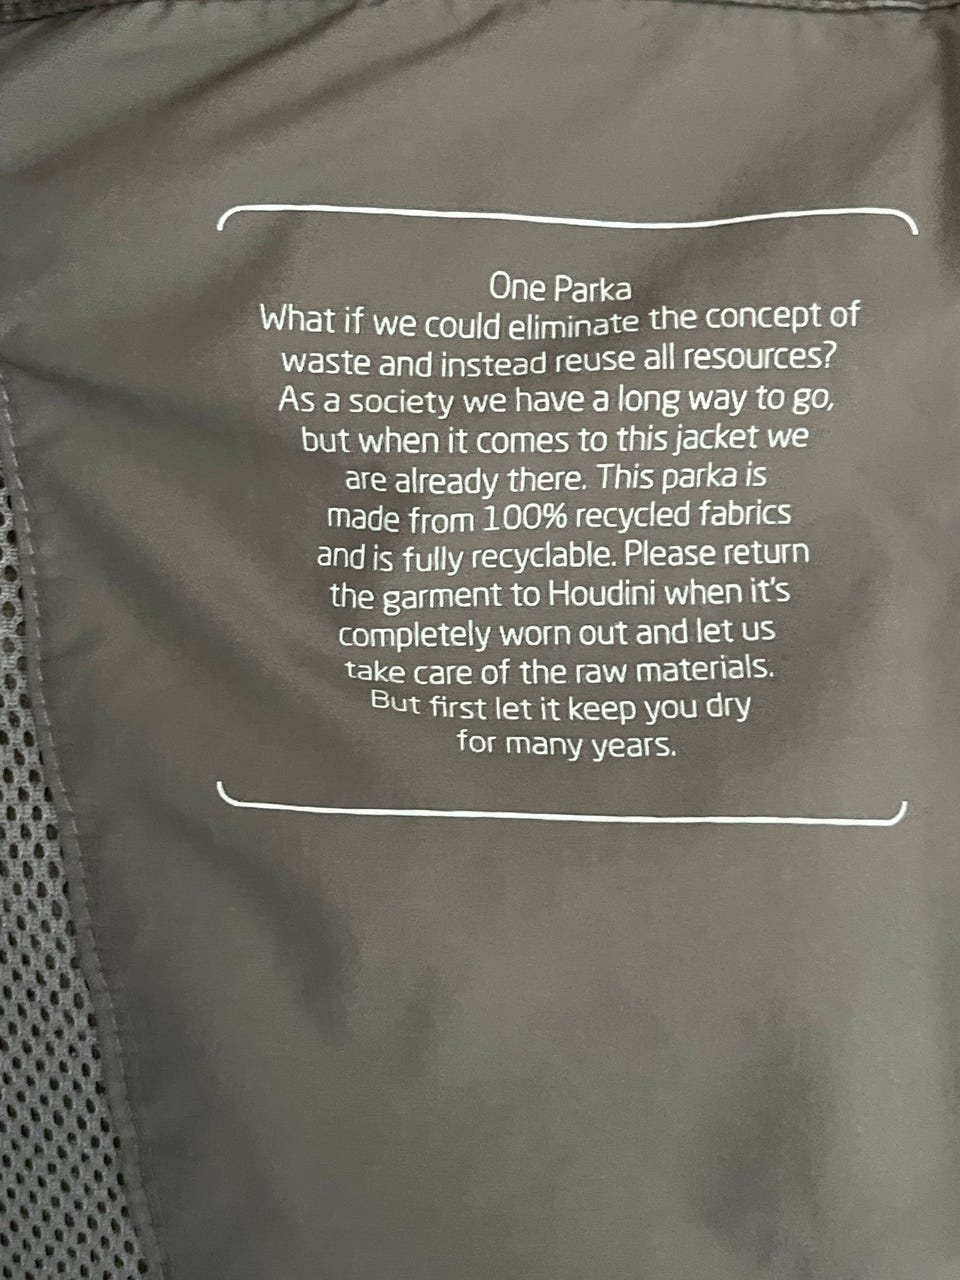 One Parka
What if we could eliminate the concept of
waste and instead reuse all resources?
As a society we have a long way to go,
but when it comes to this jacket we
are already there. This parka is
made from 100% recycled fabrics
and is fully recyclable. Please return
the garment to Houdini when it's
completely worn out and let us
take care of the raw materials.
But first let it keep you dry
for many years.